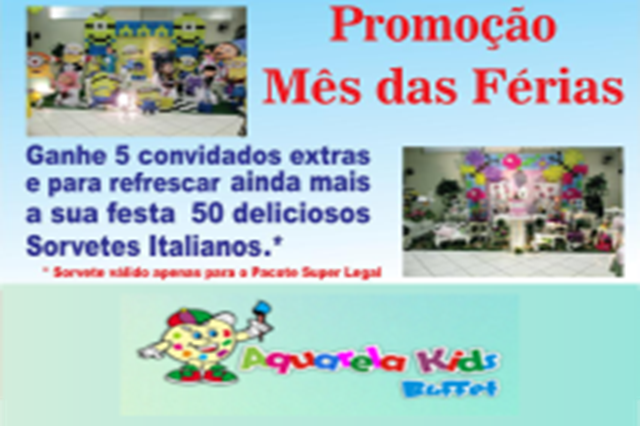 Promoção
Mês das Férias
Ganhe 5 convidados extras
e para refrescar ainda mais
a sua festa 50 deliciosos
Sorvetes Italianos.*
* Sorvete válido apenas para o Pacote Super Legal
Aquarela Kids
Buffet